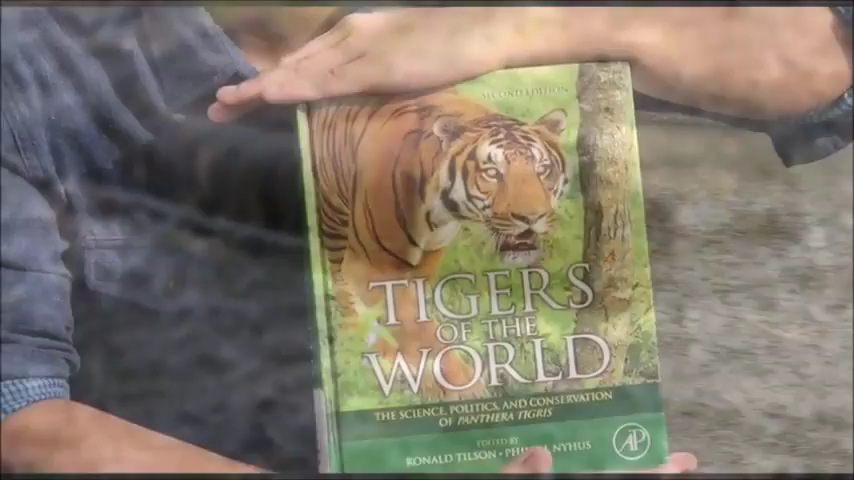 SECOND EDITION
TIGERS
OF THE
WORLD
THE SCIENCE, POLITICS, AND CONSERVATION
OF PANTHERA TIGRIS
EDITED BY
RONALD TILSON • NYHUS
AP